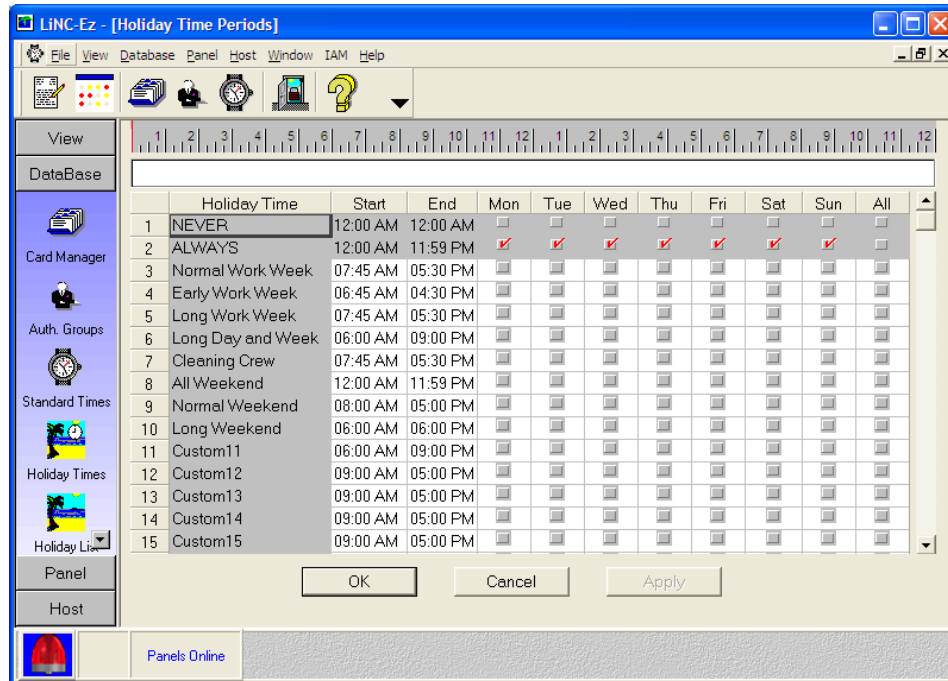 LiNC-Ez - [Holiday Time Periods]
File View Database Panel Host Window IAM Help
View
1 2 3 4 5 6 7 8 9 10 11 12 1 2 3 4 5 6 7 8 9 10 11 12
DataBase
Holiday Time Start End Mon Tue Wed Thu Fri Sat Sun All
1 NEVER 12:00 AM 12:00 AM
2 ALWAYS 12:00 AM 11:59 PM
3 Normal Work Week 07:45 AM 05:30 PM
4 Early Work Week 06:45 AM 04:30 PM
5 Long Work Week 07:45 AM 05:30 PM
6 Long Day and Week 06:00 AM 09:00 PM
7 Cleaning Crew 07:45 AM 05:30 PM
8 All Weekend 12:00 AM 11:59 PM
9 Normal Weekend 08:00 AM 05:00 PM
10 Long Weekend 06:00 AM 06:00 PM
11 Custom11 06:00 AM 09:00 PM
12 Custom12 09:00 AM 05:00 PM
13 Custom13 09:00 AM 05:00 PM
14 Custom14 09:00 AM 05:00 PM
15 Custom15 09:00 AM 05:00 PM
Card Manager
Auth. Groups
Standard Times
Holiday Times
Holiday Lis
Panel
Host
OK Cancel Apply
Panels Online